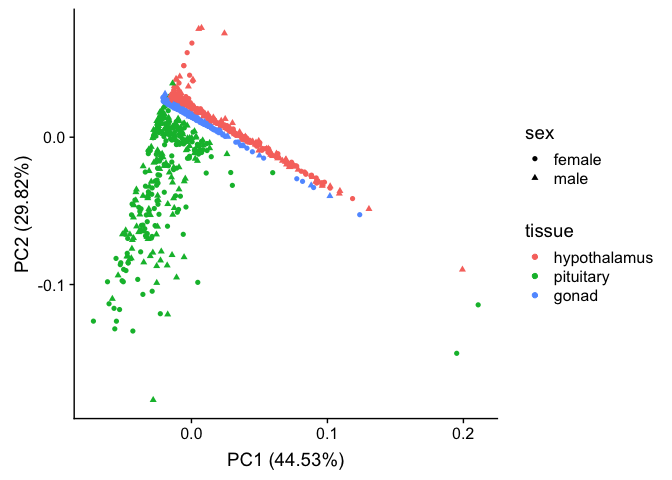 0.0
-0.1
PC2 (29.82%)
0.0
0.1
0.2
PC1 (44.53%)
sex
female
male
tissue
hypothalamus
pituitary
gonad